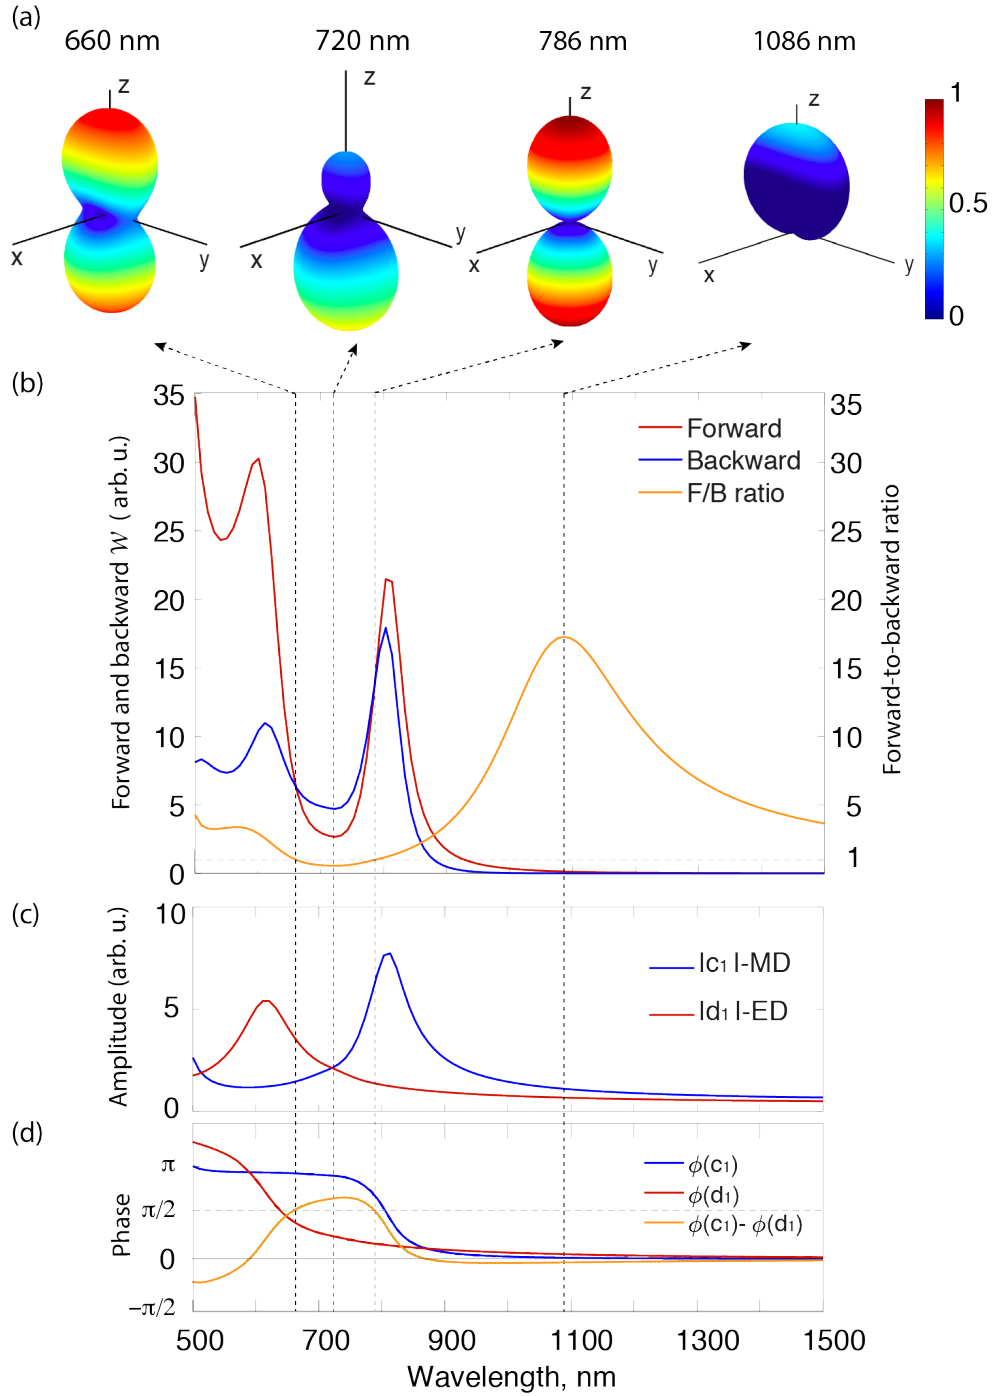 (a)
660 nm 720 nm 786 nm 1086 nm
z z z z
1
0.5
0
x y x y x y x y
(b)
Forward and backward W ( arb. u.)
35
30
25
20
15
10
5
0
Forward
Backward
F/B ratio
35
30
25
20
15
10
5
1
Forward-to-backward ratio
(c)
Amplitude (arb. u.)
10
5
0
|c₁ |-MD
|d₁ |-ED
(d)
Phase
π
π/2
0
−π/2
ϕ(c₁)
ϕ(d₁)
ϕ(c₁)- ϕ(d₁)
500 700 900 1100 1300 1500
Wavelength, nm